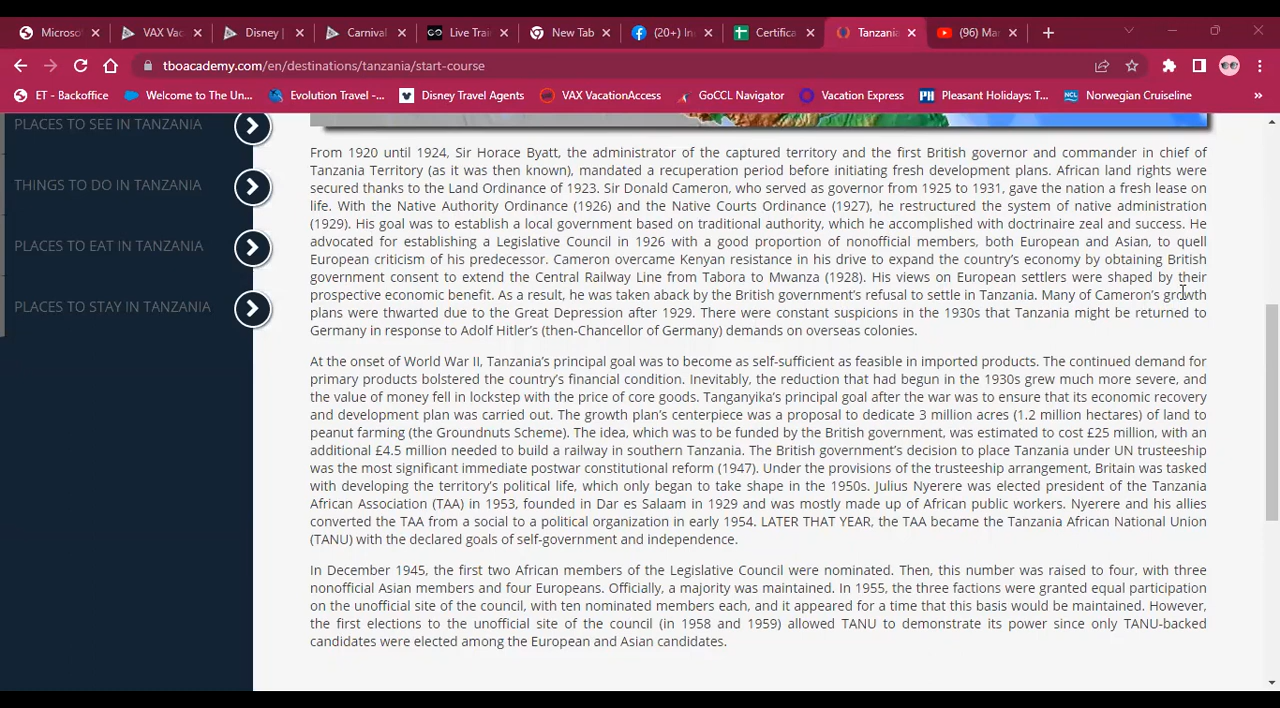 Microso
VAX Vac
Disney |
Carnival
Live Tra
New Tab
(20+) In
Certifica
Tanzania
(96) Ma
tboacademy.com/en/destinations/tanzania/start-course
ET - Backoffice
Welcome to The Un...
Evolution Travel -...
Disney Travel Agents
VAX VacationAccess
GoCCL Navigator
Vacation Express
Pleasant Holidays: T...
Norwegian Cruiseline
PLACES TO SEE IN TANZANIA
THINGS TO DO IN TANZANIA
PLACES TO EAT IN TANZANIA
PLACES TO STAY IN TANZANIA
From 1920 until 1924, Sir Horace Byatt, the administrator of the captured territory and the first British governor and commander in chief of
Tanzania Territory (as it was then known), mandated a recuperation period before initiating fresh development plans. African land rights were
secured thanks to the Land Ordinance of 1923. Sir Donald Cameron, who served as governor from 1925 to 1931, gave the nation a fresh lease on
life. With the Native Authority Ordinance (1926) and the Native Courts Ordinance (1927), he restructured the system of native administration
(1929). His goal was to establish a local government based on traditional authority, which he accomplished with doctrinaire zeal and success. He
advocated for establishing a Legislative Council in 1926 with a good proportion of nonofficial members, both European and Asian, to quell
European criticism of his predecessor. Cameron overcame Kenyan resistance in his drive to expand the country's economy by obtaining British
government consent to extend the Central Railway Line from Tabora to Mwanza (1928). His views on European settlers were shaped by their
prospective economic benefit. As a result, he was taken aback by the British government's refusal to settle in Tanzania. Many of Cameron's growth
plans were thwarted due to the Great Depression after 1929. There were constant suspicions in the 1930s that Tanzania might be returned to
Germany in response to Adolf Hitler's (then-Chancellor of Germany) demands on overseas colonies.
At the onset of World War II, Tanzania's principal goal was to become as self-sufficient as feasible in imported products. The continued demand for
primary products bolstered the country's financial condition. Inevitably, the reduction that had begun in the 1930s grew much more severe, and
the value of money fell in lockstep with the price of core goods. Tanganyika's principal goal after the war was to ensure that its economic recovery
and development plan was carried out. The growth plan's centerpiece was a proposal to dedicate 3 million acres (1.2 million hectares) of land to
peanut farming (the Groundnuts Scheme). The idea, which was to be funded by the British government, was estimated to cost £25 million, with an
additional £4.5 million needed to build a railway in southern Tanzania. The British government's decision to place Tanzania under UN trusteeship
was the most significant immediate postwar constitutional reform (1947). Under the provisions of the trusteeship arrangement, Britain was tasked
with developing the territory's political life, which only began to take shape in the 1950s. Julius Nyerere was elected president of the Tanzania
African Association (TAA) in 1953, founded in Dar es Salaam in 1929 and was mostly made up of African public workers. Nyerere and his allies
converted the TAA from a social to a political organization in early 1954. LATER THAT YEAR, the TAA became the Tanzania African National Union
(TANU) with the declared goals of self-government and independence.
In December 1945, the first two African members of the Legislative Council were nominated. Then, this number was raised to four, with three
nonofficial Asian members and four Europeans. Officially, a majority was maintained. In 1955, the three factions were granted equal participation
on the unofficial site of the council, with ten nominated members each, and it appeared for a time that this basis would be maintained. However,
the first elections to the unofficial site of the council (in 1958 and 1959) allowed TANU to demonstrate its power since only TANU-backed
candidates were elected among the European and Asian candidates.